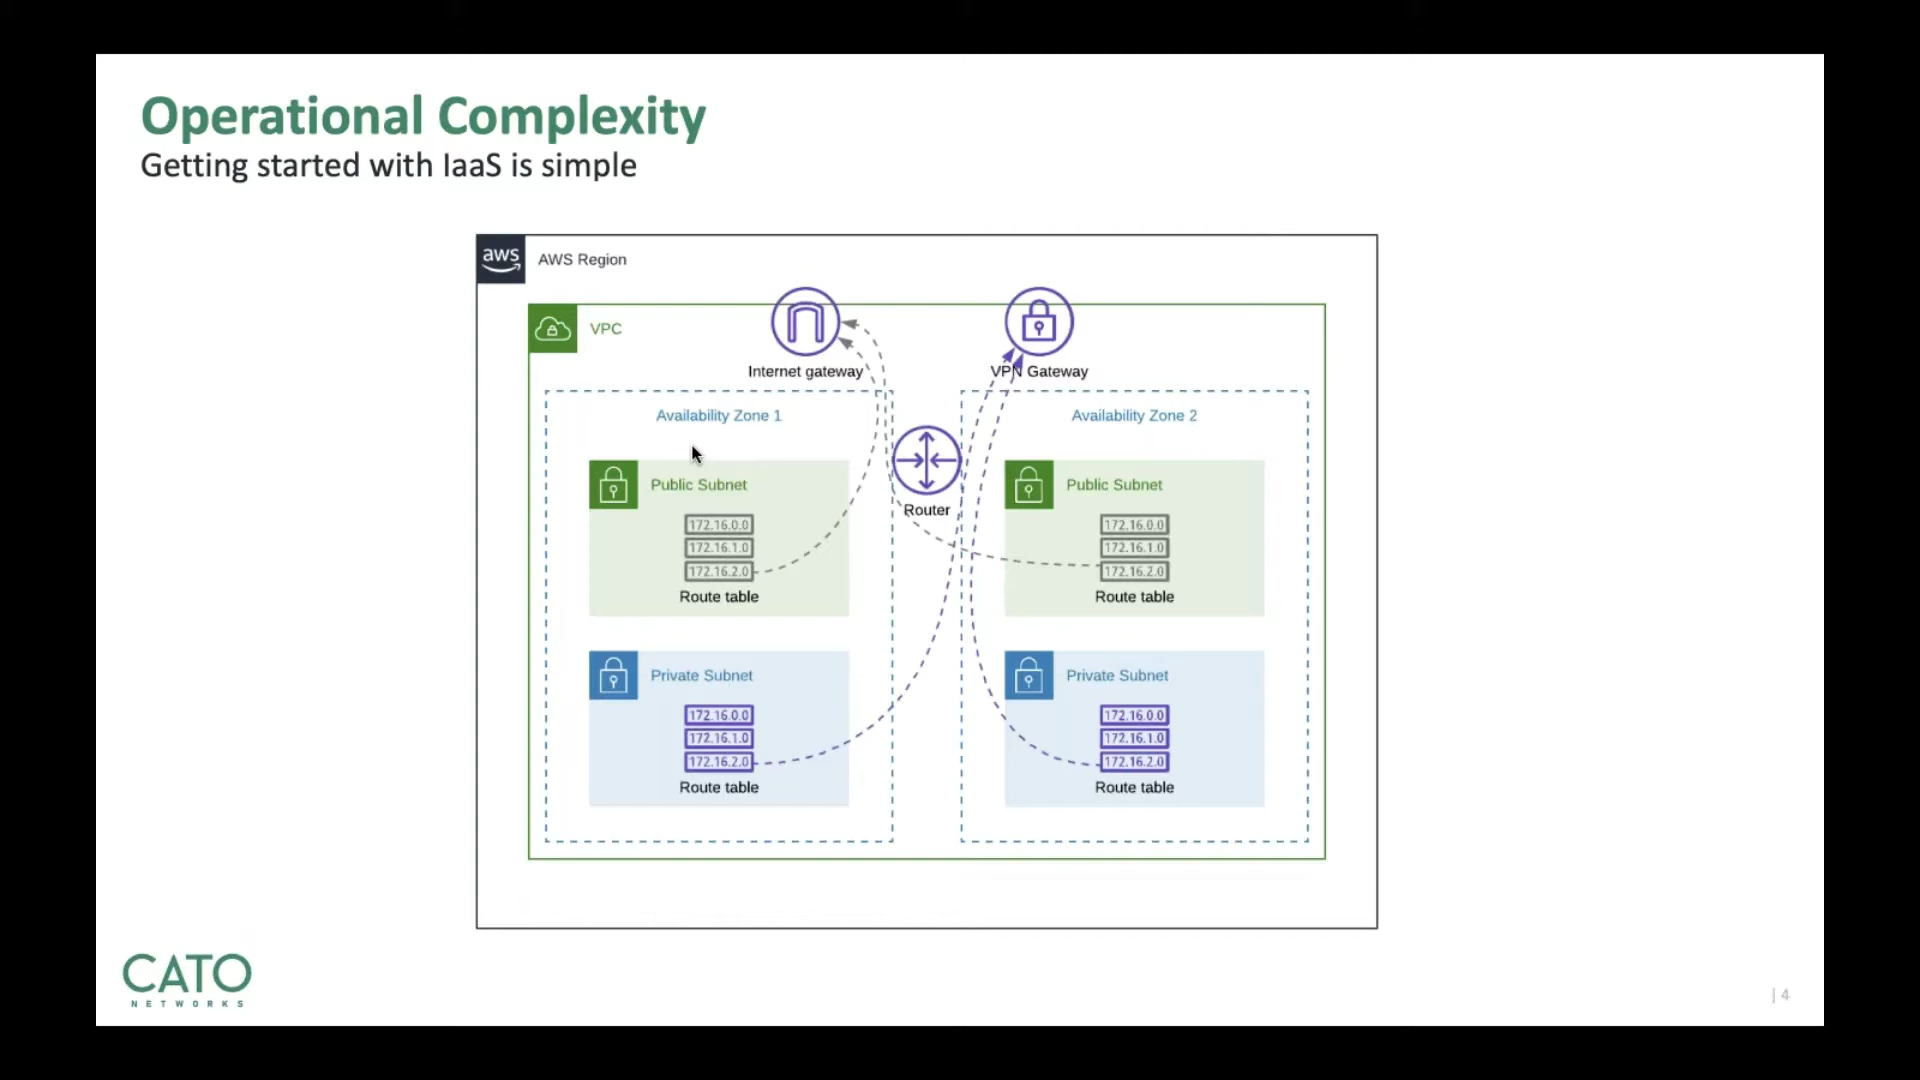 Operational Complexity
Getting started with IaaS is simple
aws
AWS Region
VPC
Internet gateway
VPN Gateway
Availability Zone 1
Availability Zone 2
Router
Public Subnet
172.16.0.0
172.16.1.0
172.16.2.0
Route table
Public Subnet
172.16.0.0
172.16.1.0
172.16.2.0
Route table
Private Subnet
172.16.0.0
172.16.1.0
172.16.2.0
Route table
Private Subnet
172.16.0.0
172.16.1.0
172.16.2.0
Route table
CATO
NETWORKS
| 4